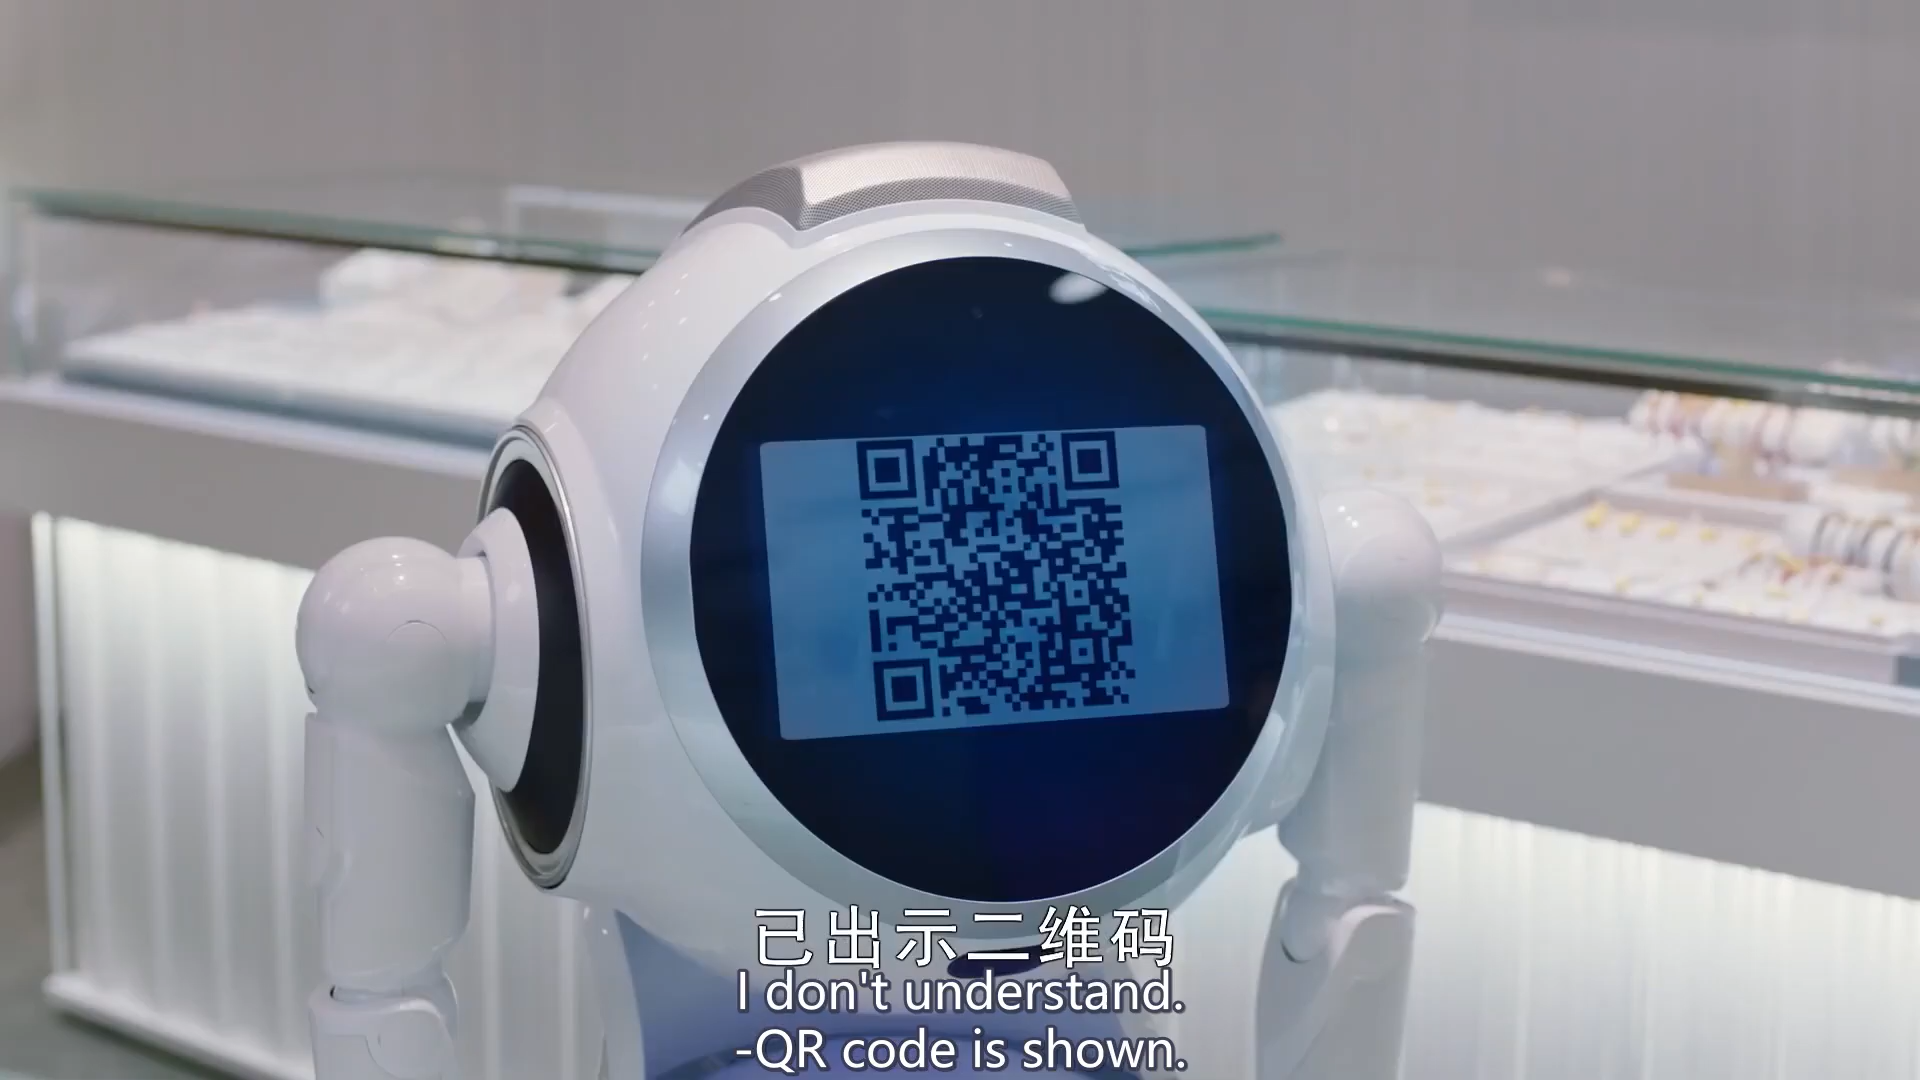 已出示二维码
I don't understand.
-QR code is shown.